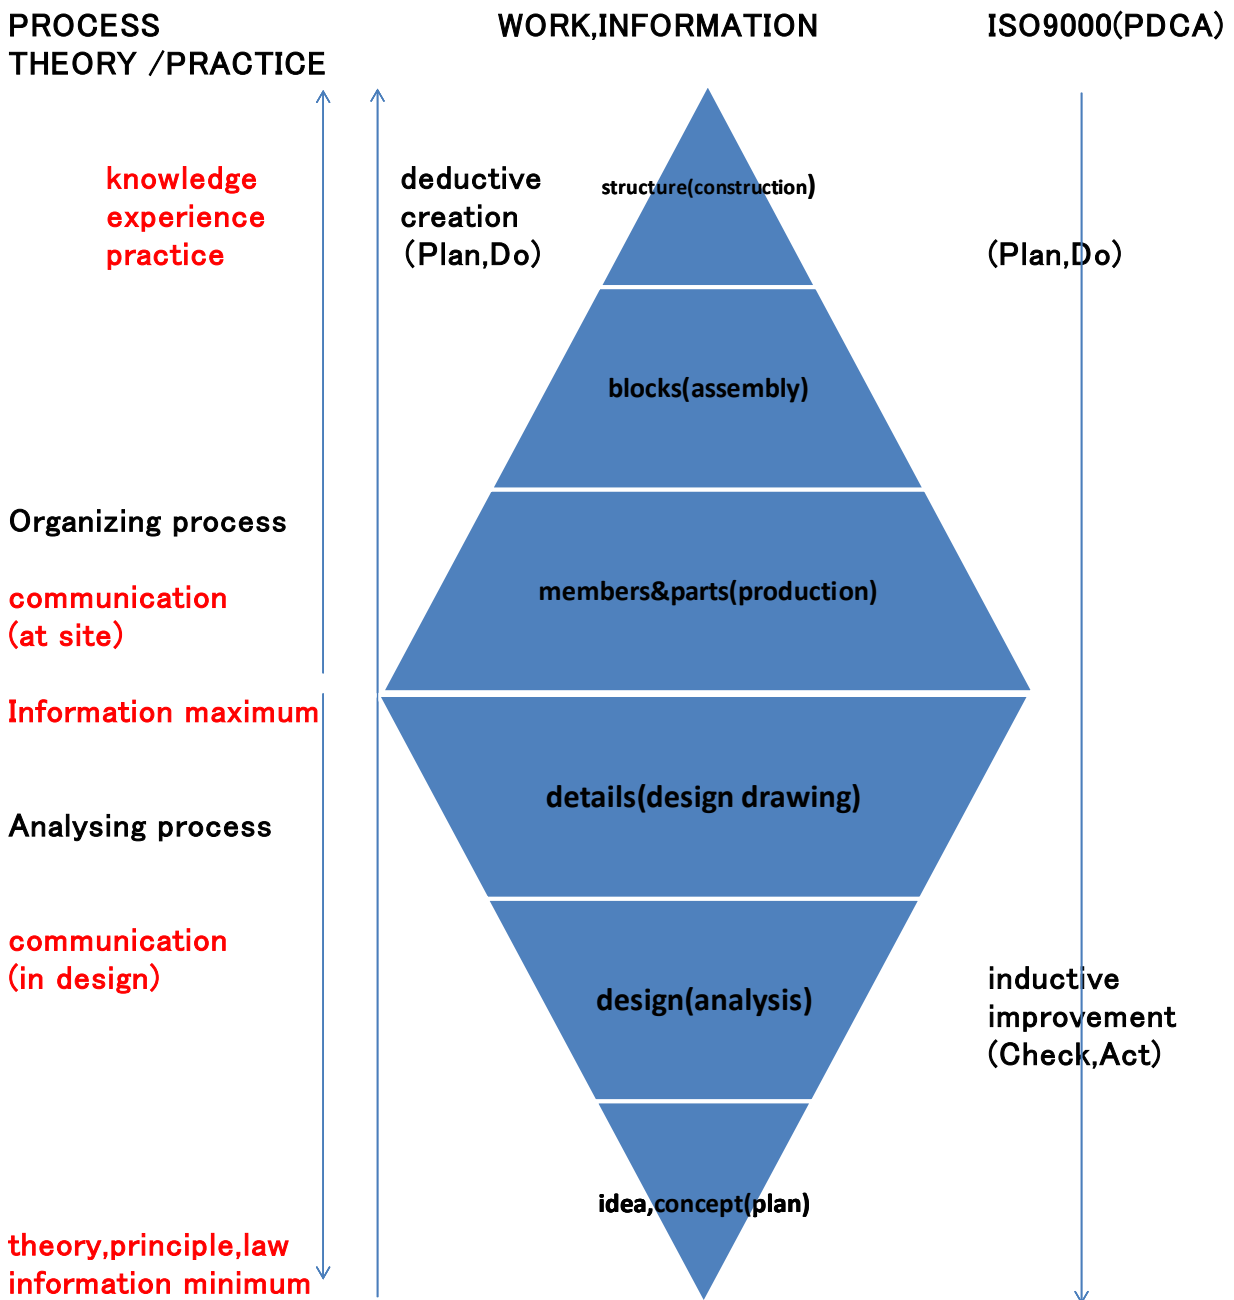 PROCESS
THEORY /PRACTICE
WORK,INFORMATION
ISO9000(PDCA)
knowledge
experience
practice
deductive
creation
(Plan,Do)
structure(construction)
(Plan,Do)
blocks(assembly)
Organizing process
communication
(at site)
members&parts(production)
Information maximum
details(design drawing)
Analysing process
communication
(in design)
design(analysis)
inductive
improvement
(Check,Act)
idea,concept(plan)
theory,principle,law
information minimum